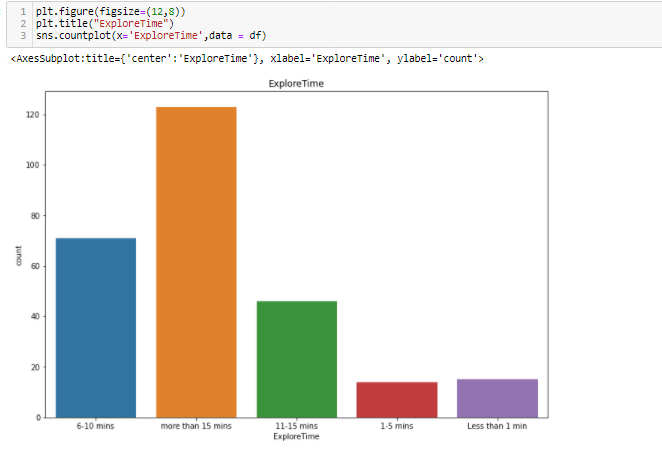 1 plt.figure(figsize=(12,8))
2 plt.title("ExploreTime")
3 sns.countplot(x='ExploreTime',data = df)
<AxesSubplot:title={'center':'ExploreTime'}, xlabel='ExploreTime', ylabel='count'>
ExploreTime
120
100
80
60
40
20
0
count
6-10 mins more than 15 mins 11-15 mins 1-5 mins Less than 1 min
ExploreTime